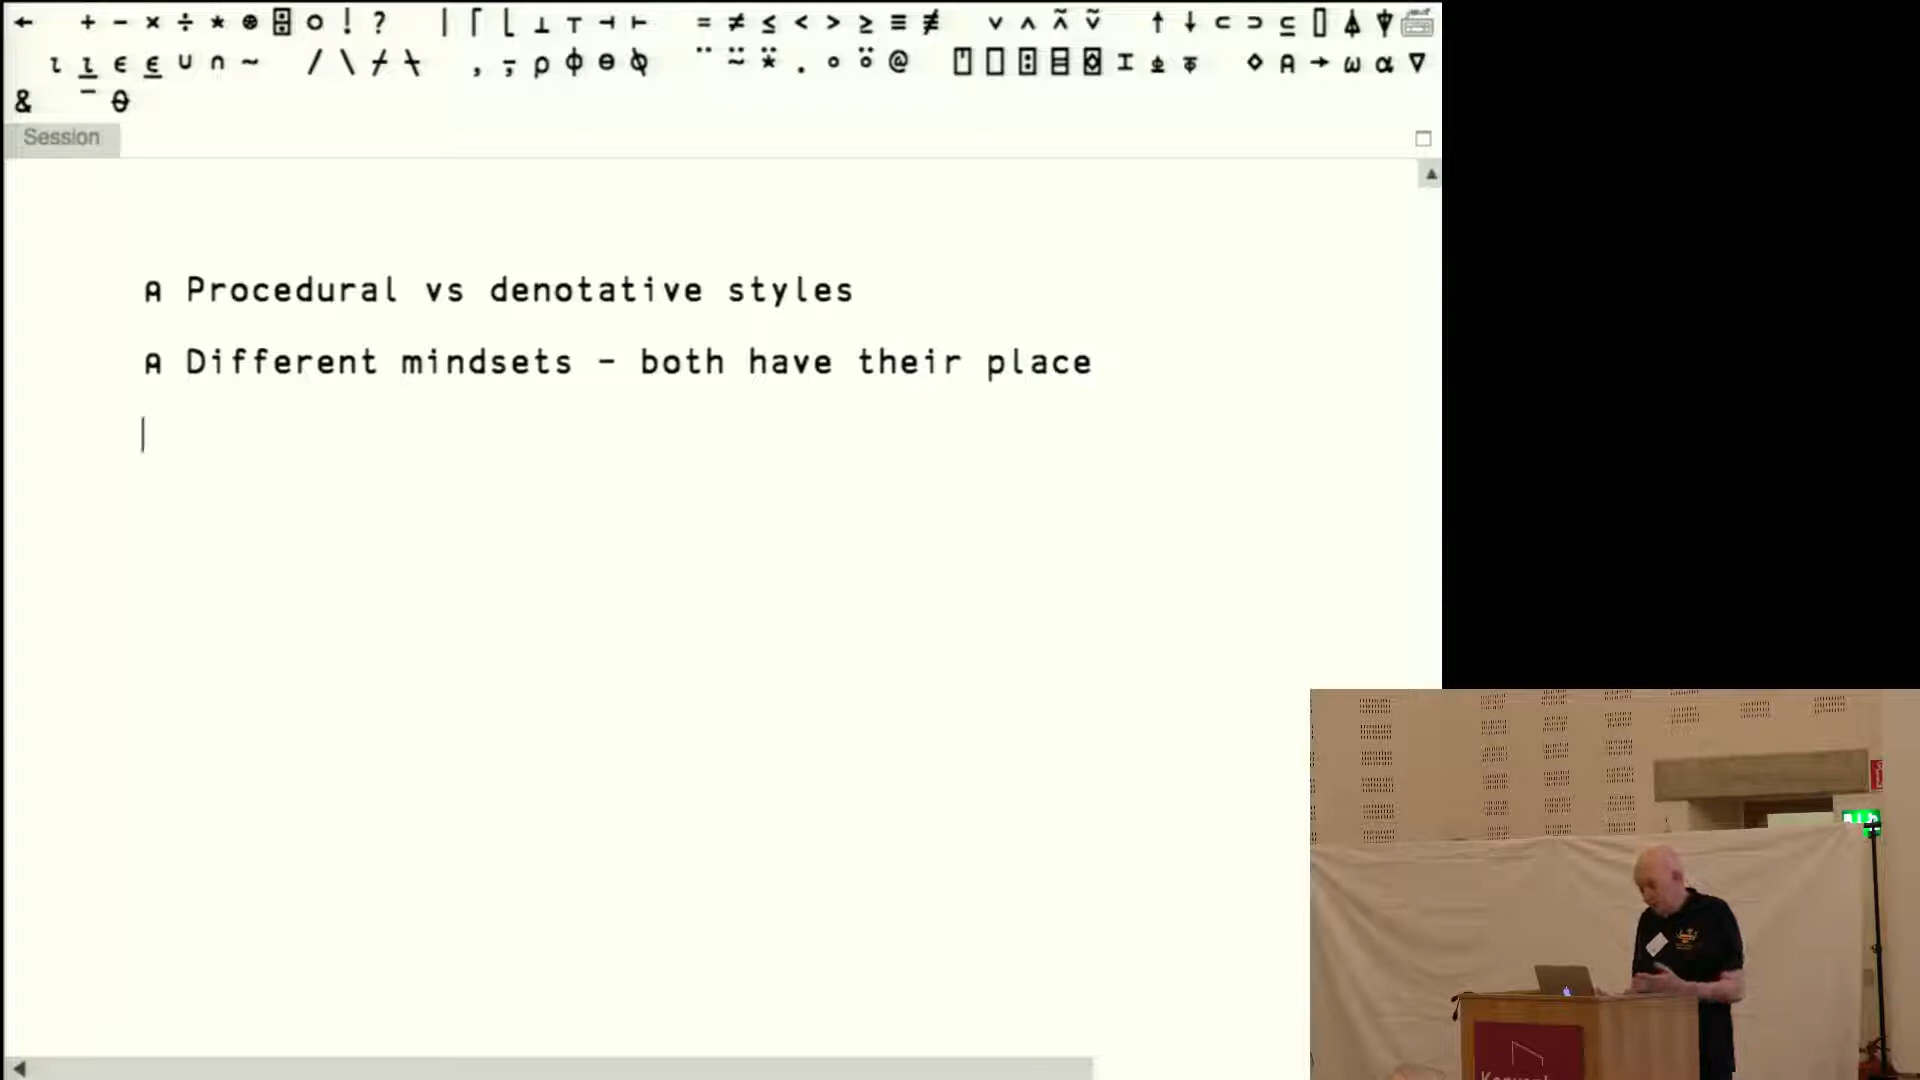 ← + - × ÷ * ⍟ ⌹ ○ ! ? | ⌈ ⌊ ⊥ ⊤ ⊣ ⊢ = ≠ ≤ < > ≥ ≡ ≢ ∨ ∧ ⍲ ⍱ ↑ ↓ ⊂ ⊃ ⊆ ⌷ ⍋ ⍒
⍳ ⍸ ∊ ⍷ ∪ ∩ ~ / \ ⌿ ⍀ , ⍪ ⍴ ⌽ ⊖ ⍉ ¨ ⍨ ⍣ . ∘ ⍤ @ ⍞ ⎕ ⍠ ⌸ ⌺ ⌶ ⍎ ⍕ ⋄ ⍝ → ⍵ ⍺ ∇
& ¯ ⍬
Session
⍝ Procedural vs denotative styles
⍝ Different mindsets - both have their place